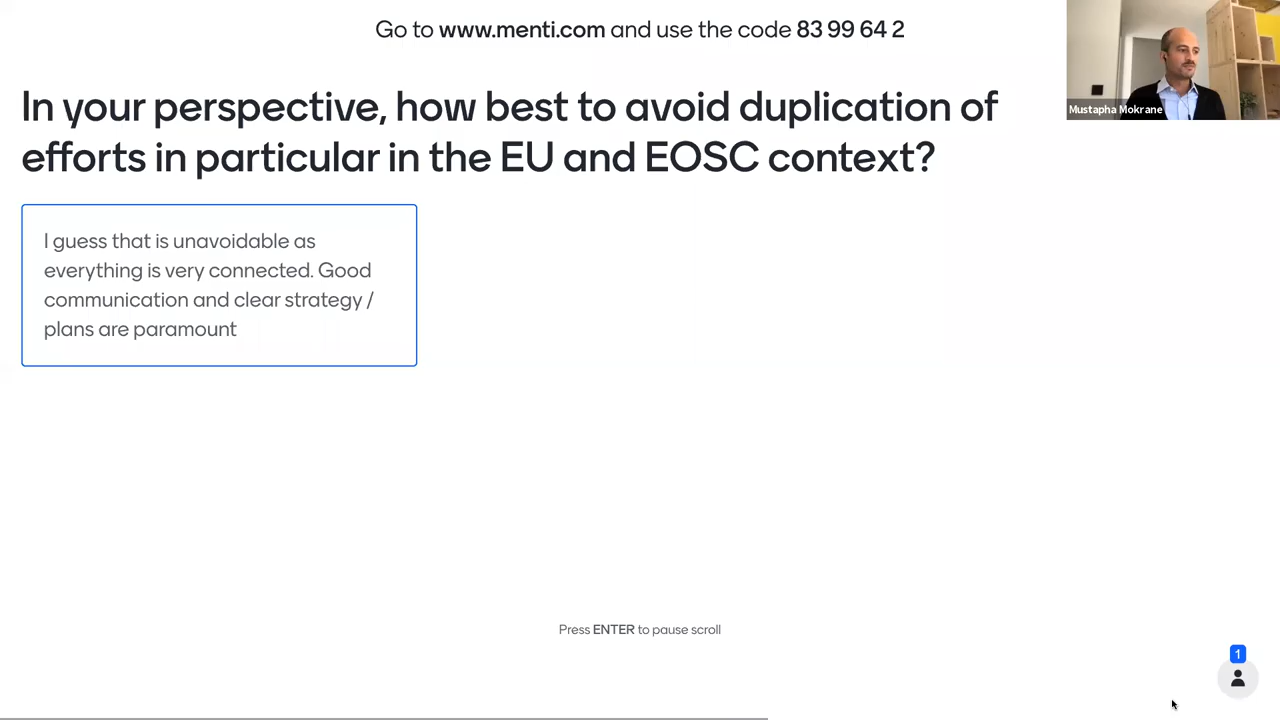 Go to www.menti.com and use the code 83 99 64 2
Mustapha Mokrane
In your perspective, how best to avoid duplication of
efforts in particular in the EU and EOSC context?
I guess that is unavoidable as
everything is very connected. Good
communication and clear strategy /
plans are paramount
Press ENTER to pause scroll
1